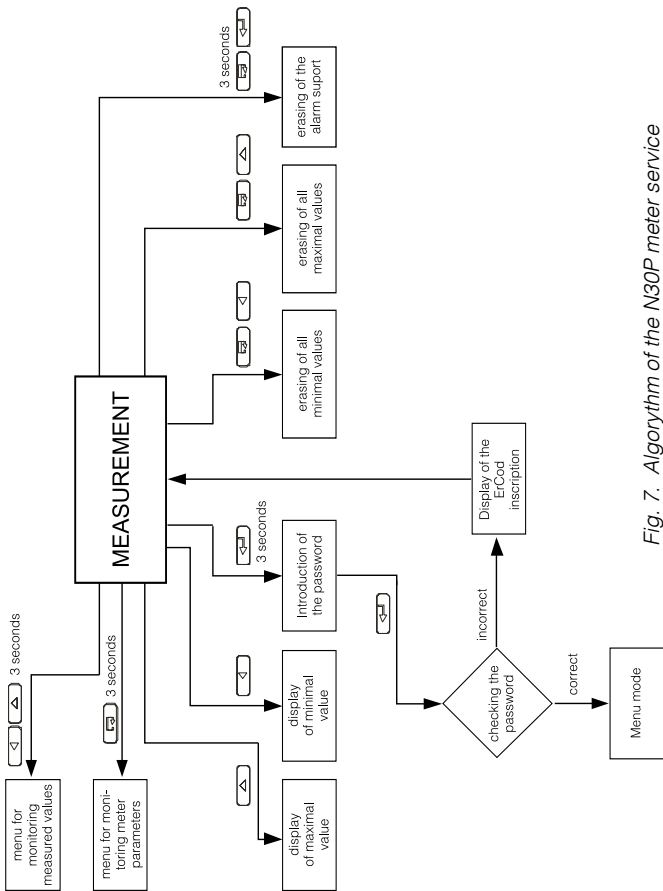 menu for
monitoring
measured values
3 seconds
menu for moni-
toring meter
parameters
3 seconds
MEASUREMENT
display
of maximal
value
display
of minimal
value
Introduction of
the password
3 seconds
erasing of all
minimal values
erasing of all
maximal values
erasing of the
alarm suport
3 seconds
checking the
password
incorrect
correct
Display of the
ErCod
inscription
Menu mode
Fig. 7. Algorythm of the N30P meter service